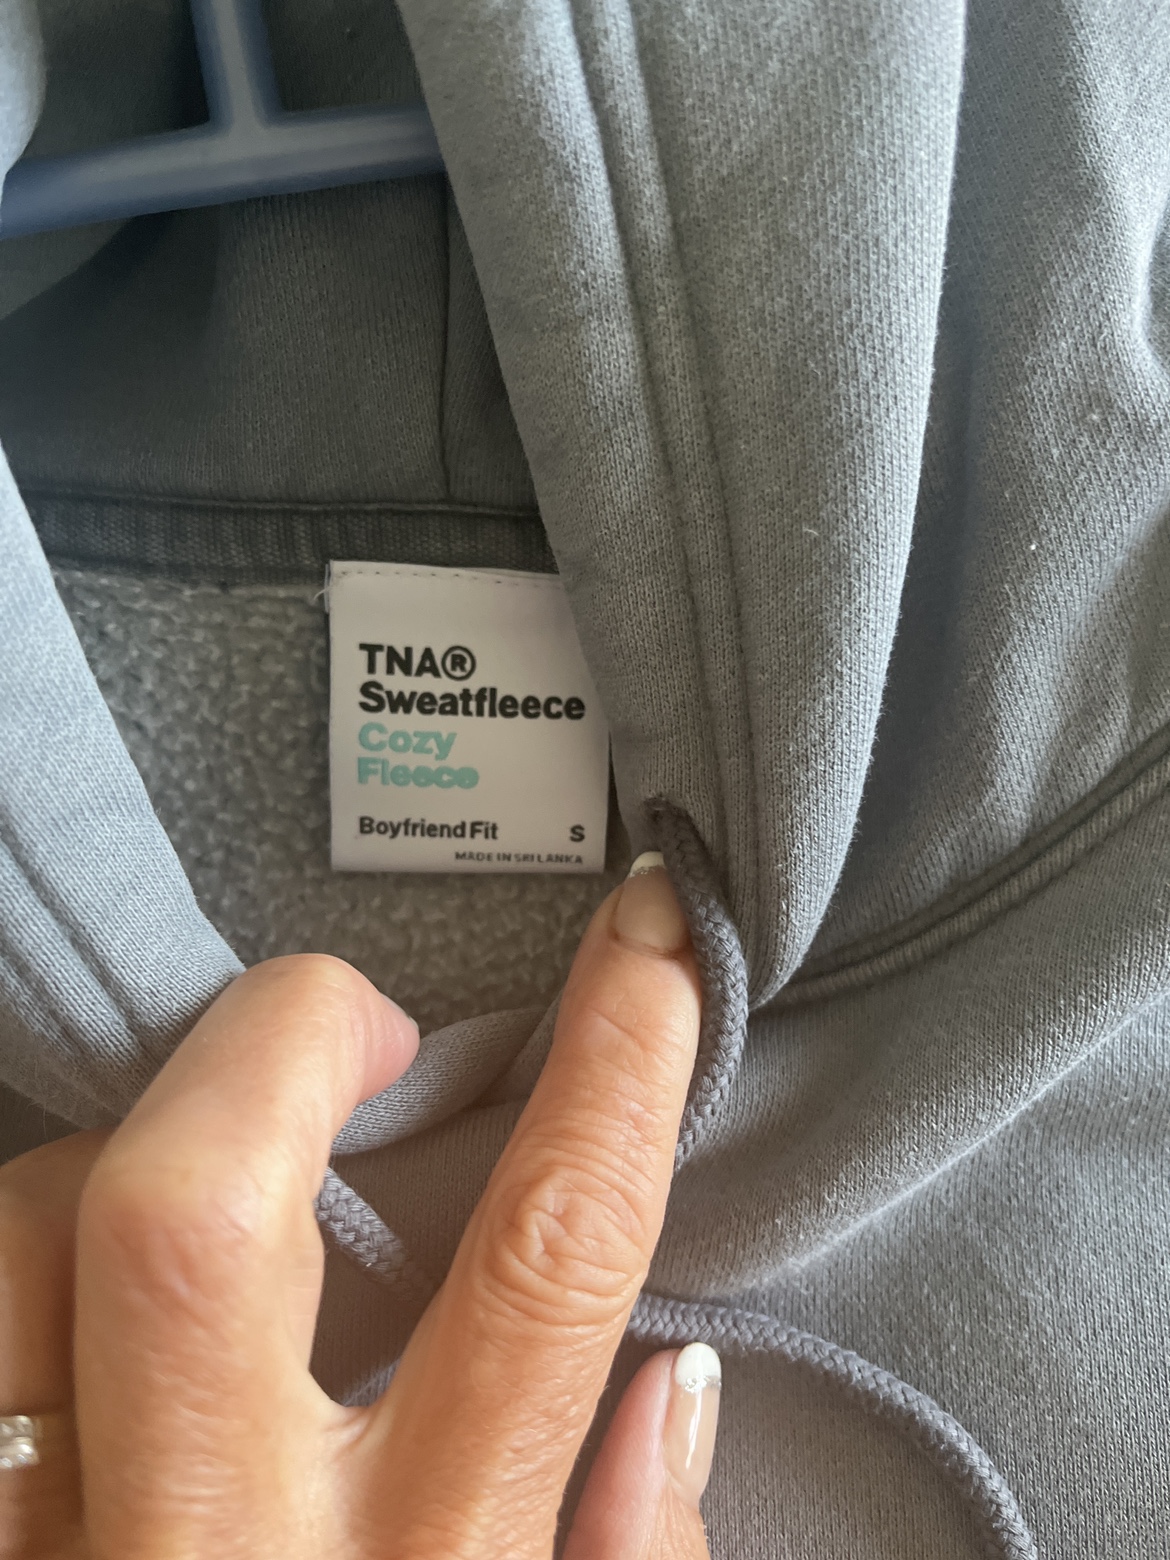 TNA®
Sweatfleece
Cozy
Fleece
Boyfriend Fit S
MADE IN SRI LANKA